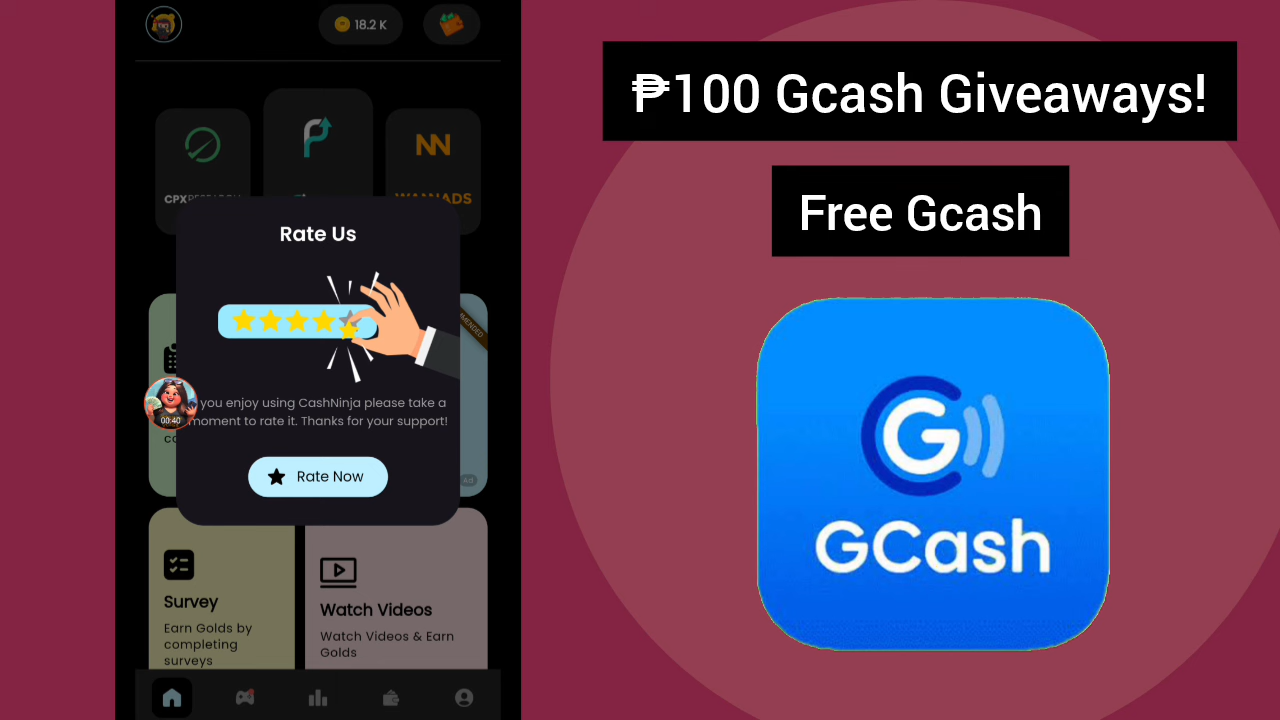 18.2 K
₱100 Gcash Giveaways!
Free Gcash
NN
Rate Us
you enjoy using CashNinja please take a
moment to rate it. Thanks for your support!
00:40
Rate Now
Ad
GCash
Survey
Earn Golds by
completing
surveys
Watch Videos
Watch Videos & Earn
Golds